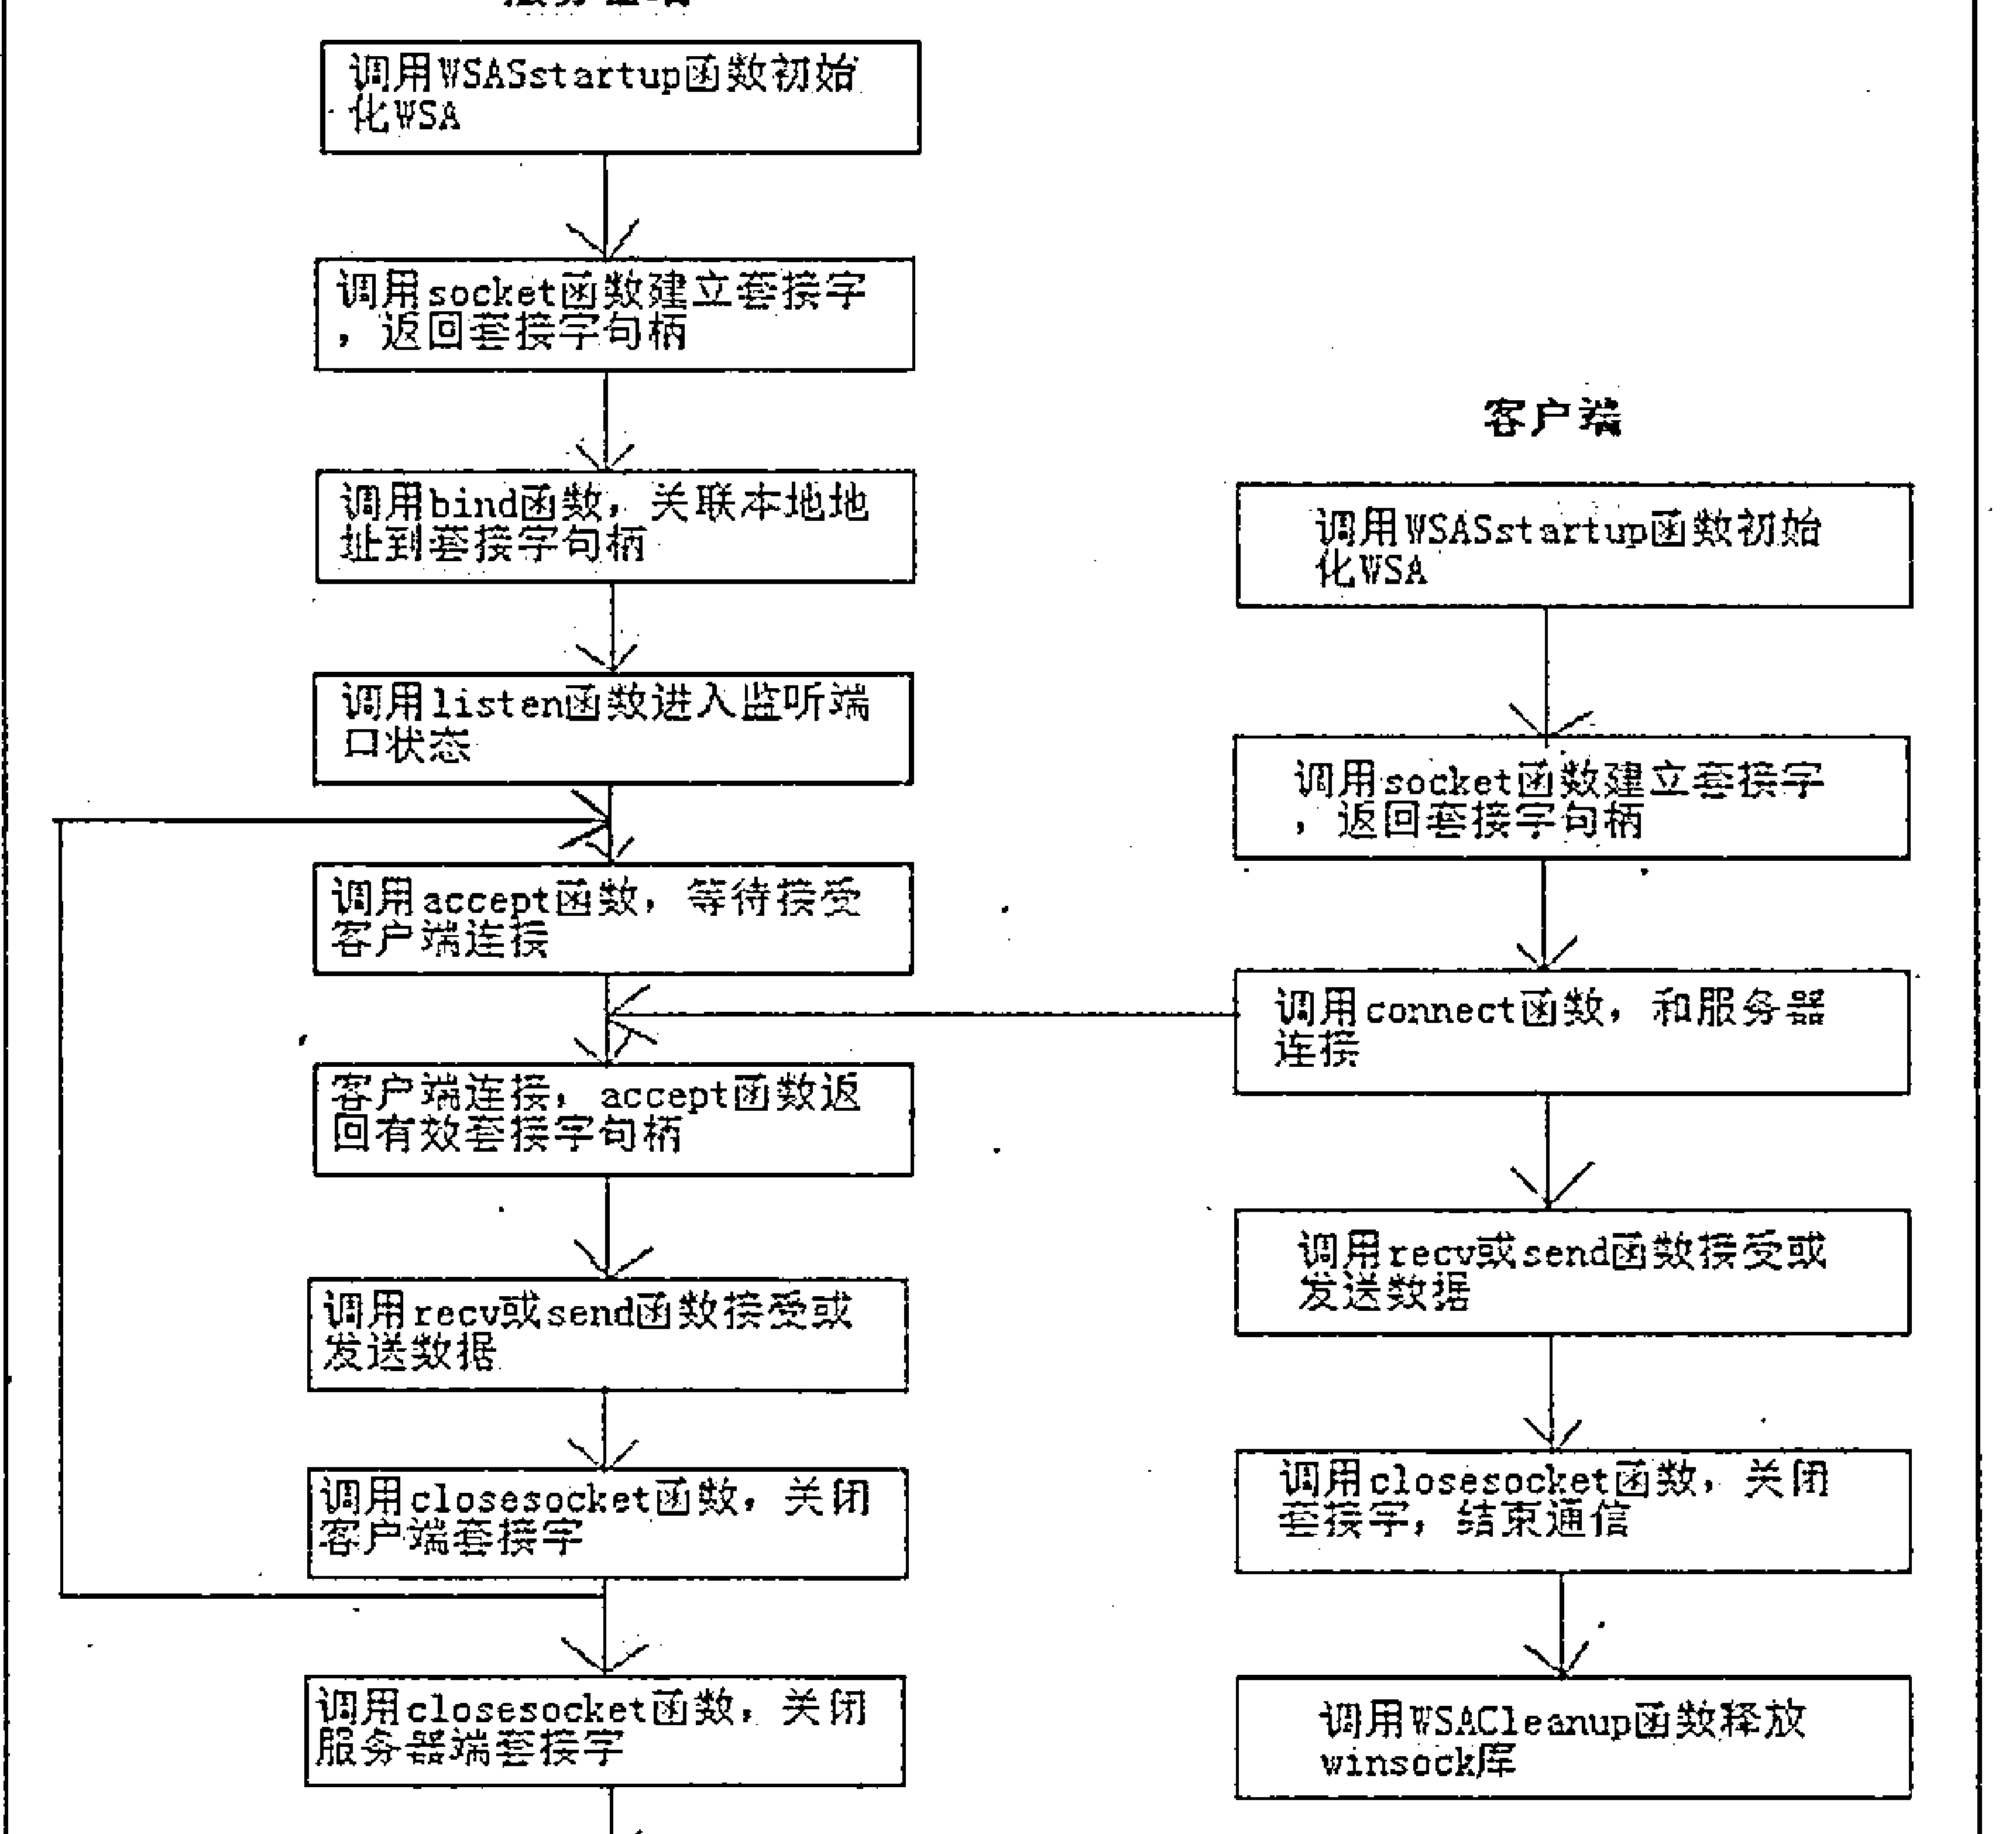 调用WSASstartup函数初始
化WSA
调用socket函数建立套接字
，返回套接字句柄
调用bind函数，关联本地地
址到套接字句柄
调用listen函数进入监听端
口状态
调用accept函数，等待接受
客户端连接
客户端连接，accept函数返
回有效套接字句柄
调用recv或send函数接受或
发送数据
调用closesocket函数，关闭
客户端套接字
调用closesocket函数，关闭
服务器端套接字
客户端
调用WSASstartup函数初始
化WSA
调用socket函数建立套接字
，返回套接字句柄
调用connect函数，和服务器
连接
调用recv或send函数接受或
发送数据
调用closesocket函数，关闭
套接字，结束通信
调用WSACleanup函数释放
winsock库